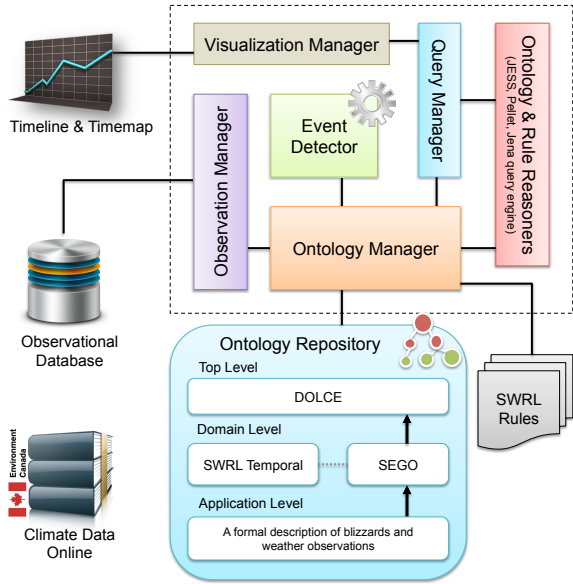 Visualization Manager
Timeline & Timemap
Observation Manager
Event
Detector
Query Manager
Ontology & Rule Reasoners
(JESS, Pellet, Jena query engine)
Ontology Manager
Observational
Database
Ontology Repository
Top Level
DOLCE
Domain Level
SWRL Temporal
SEGO
Application Level
A formal description of blizzards and
weather observations
SWRL
Rules
Environment
Canada
Climate Data
Online